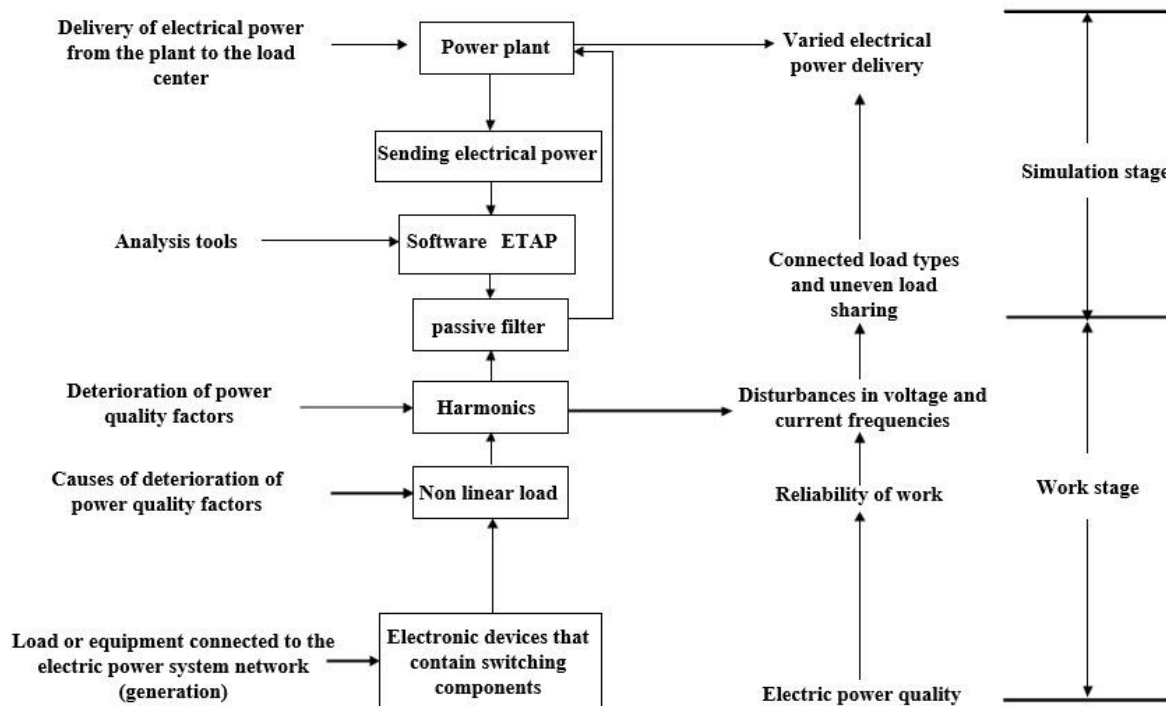 Delivery of electrical power
from the plant to the load
center
Power plant
Varied electrical
power delivery
Sending electrical power
Simulation stage
Analysis tools
Software ETAP
Connected load types
and uneven load
sharing
passive filter
Deterioration of power
quality factors
Harmonics
Disturbances in voltage and
current frequencies
Causes of deterioration of
power quality factors
Non linear load
Reliability of work
Work stage
Load or equipment connected to the
electric power system network
(generation)
Electronic devices that
contain switching
components
Electric power quality